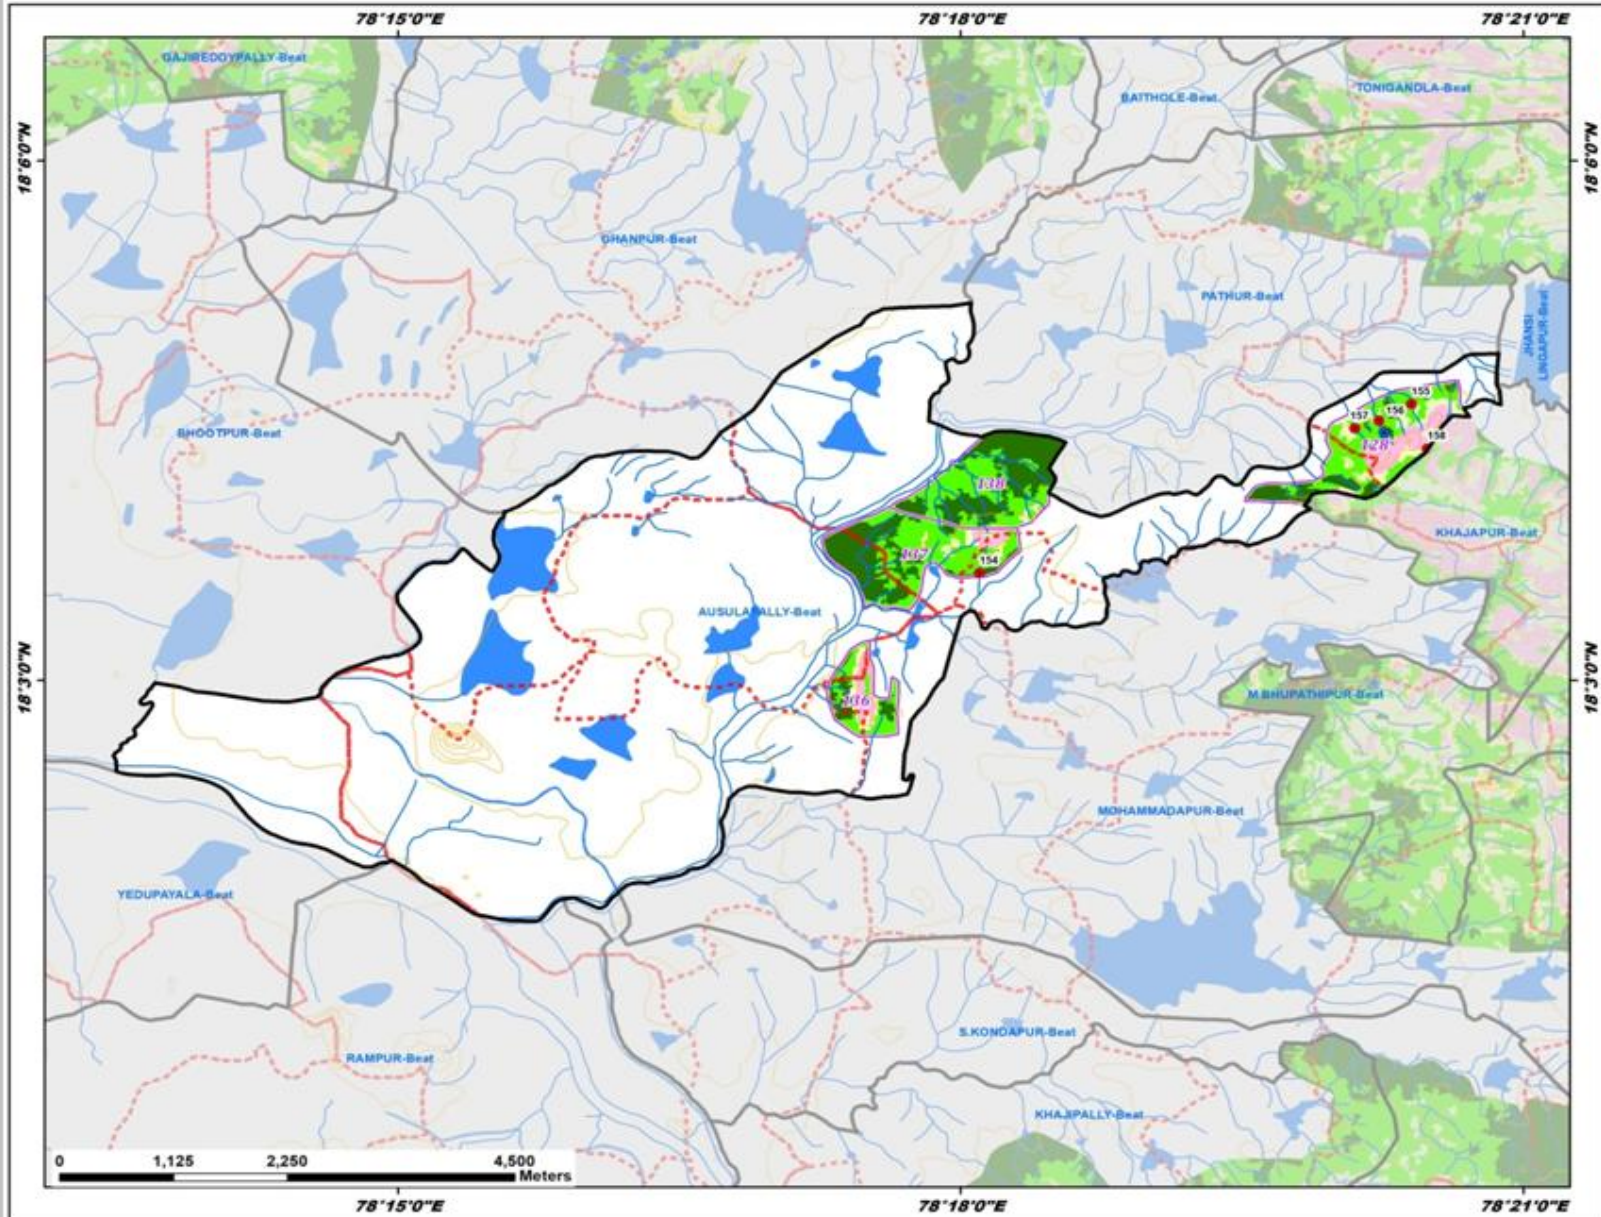 78°15'0"E 78°18'0"E 78°21'0"E
GAJIREDDYPALLY-Beat
TONIGANDLA-Beat
BAITHOLE-Beat
18°6'0"N
18°6'0"N
GHANPUR-Beat
PATHUR-Beat
JHANSI
LINGAPUR-Beat
155
157
156
BHOOTPUR-Beat
158
128
138
KHAJAPUR-Beat
137
154
AUSULAPALLY-Beat
18°3'0"N
18°3'0"N
M.BHUPATHIPUR-Beat
136
MOHAMMADAPUR-Beat
YEDUPAYALA-Beat
S.KONDAPUR-Beat
RAMPUR-Beat
KHAJIPALLY-Beat
0 1,125 2,250 4,500
Meters
78°15'0"E 78°18'0"E 78°21'0"E